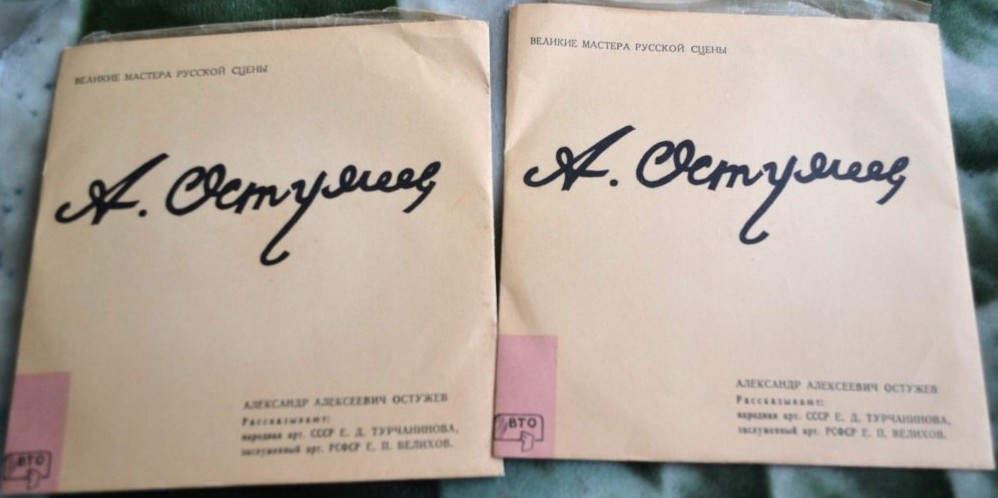 ВЕЛИКИЕ МАСТЕРА РУССКОЙ СЦЕНЫ
А. Остужев
АЛЕКСАНДР АЛЕКСЕЕВИЧ ОСТУЖЕВ
Рассказывают:
народная арт. СССР Е. Д. ТУРЧАНИНОВА,
заслуженный арт. РСФСР Е. П. ВЕЛИХОВ.
ВТО
ВЕЛИКИЕ МАСТЕРА РУССКОЙ СЦЕНЫ
А. Остужев
АЛЕКСАНДР АЛЕКСЕЕВИЧ ОСТУЖЕВ
Рассказывают:
народная арт. СССР Е. Д. ТУРЧАНИНОВА,
заслуженный арт. РСФСР Е. П. ВЕЛИХОВ.
ВТО